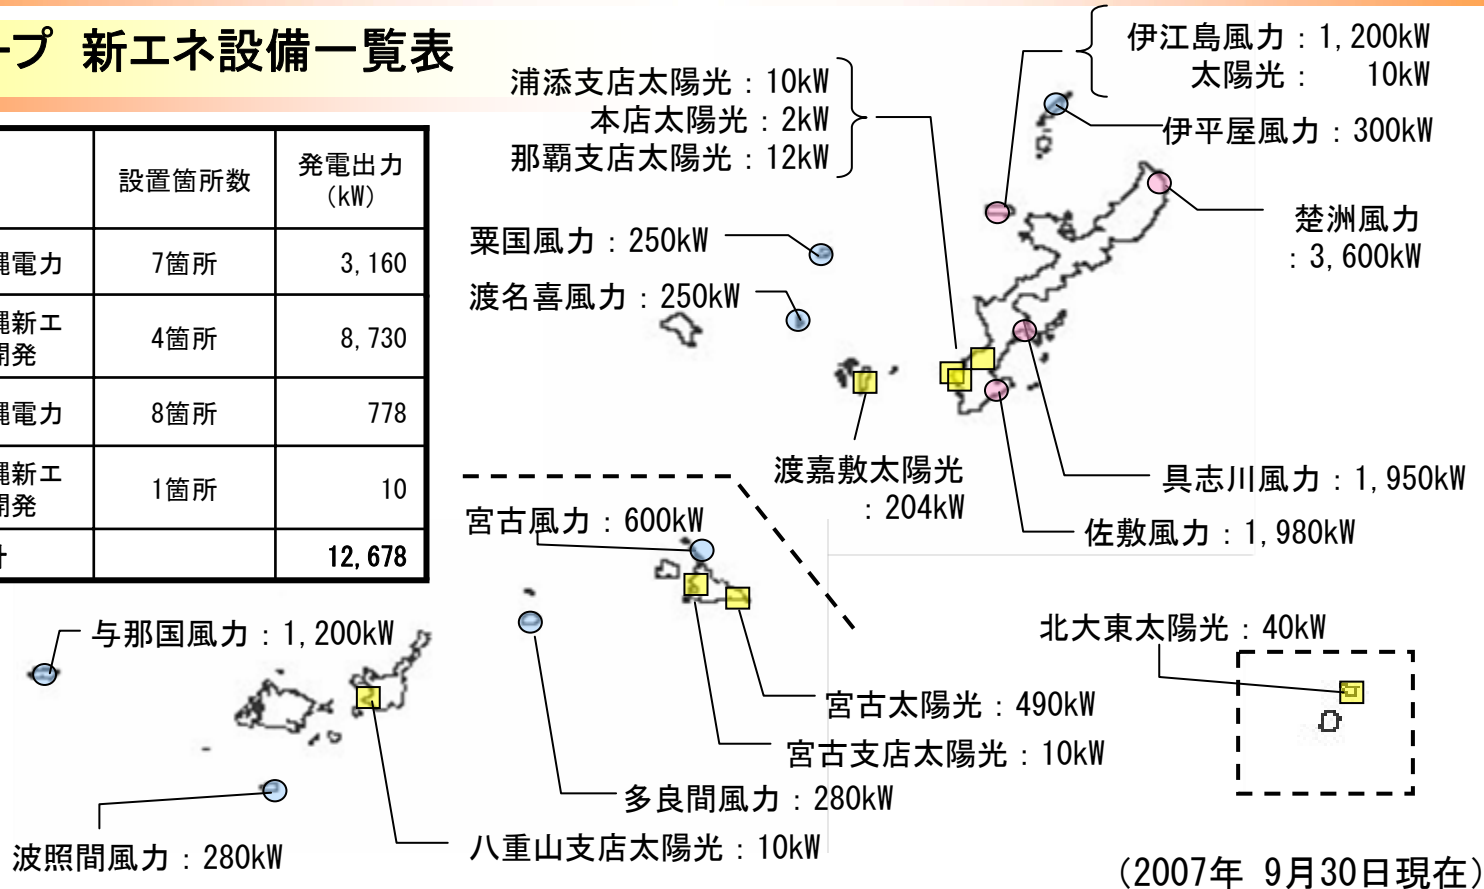 ープ 新エネ設備一覧表
設置箇所数 発電出力
(kW)
縄電力 7箇所 3,160
縄新エ
開発 4箇所 8,730
縄電力 8箇所 778
縄新エ
開発 1箇所 10
計 12,678
浦添支店太陽光：10kW
本店太陽光：2kW
那覇支店太陽光：12kW
伊江島風力：1,200kW
太陽光： 10kW
伊平屋風力：300kW
楚洲風力
：3,600kW
粟国風力：250kW
渡名喜風力：250kW
渡嘉敷太陽光
：204kW
具志川風力：1,950kW
佐敷風力：1,980kW
宮古風力：600kW
与那国風力：1,200kW
北大東太陽光：40kW
宮古太陽光：490kW
宮古支店太陽光：10kW
多良間風力：280kW
八重山支店太陽光：10kW
波照間風力：280kW
(2007年 9月30日現在)